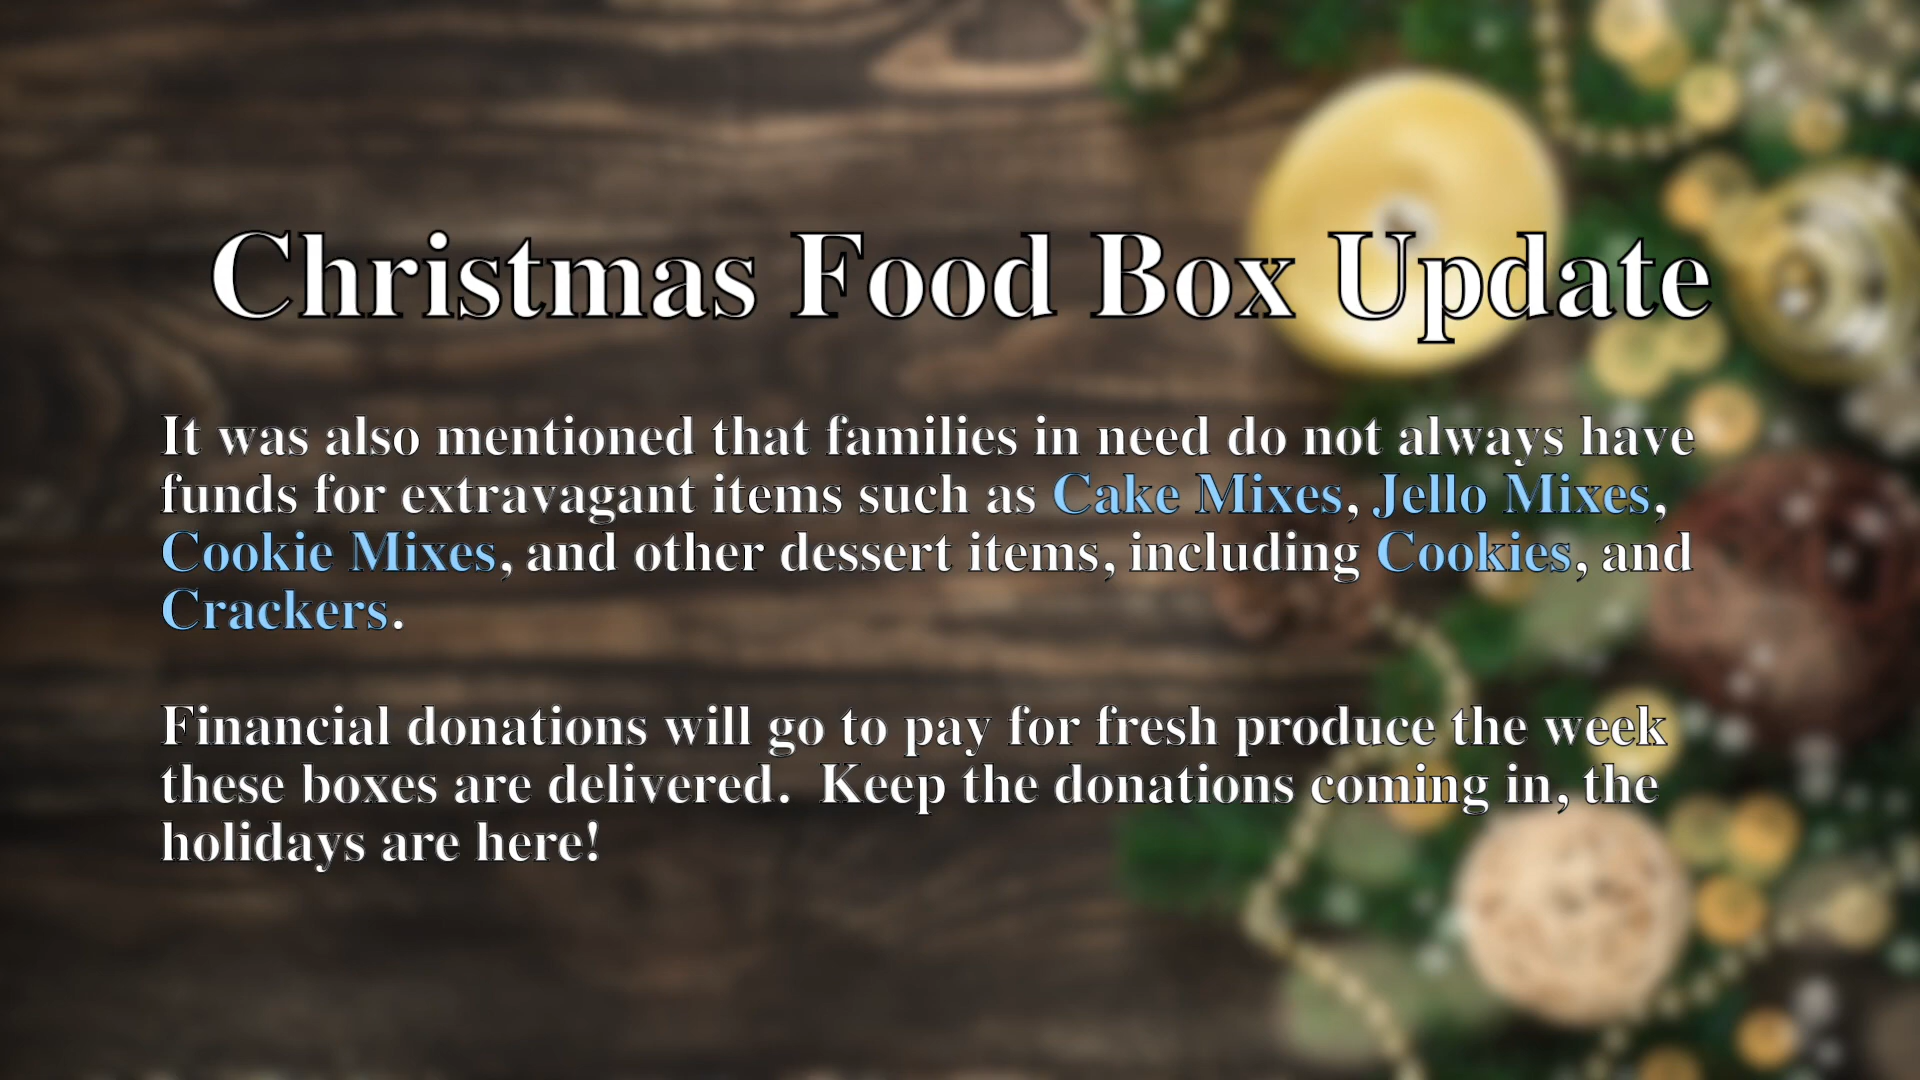 Christmas Food Box Update
It was also mentioned that families in need do not always have
funds for extravagant items such as Cake Mixes, Jello Mixes,
Cookie Mixes, and other dessert items, including Cookies, and
Crackers.
Financial donations will go to pay for fresh produce the week
these boxes are delivered.  Keep the donations coming in, the
holidays are here!